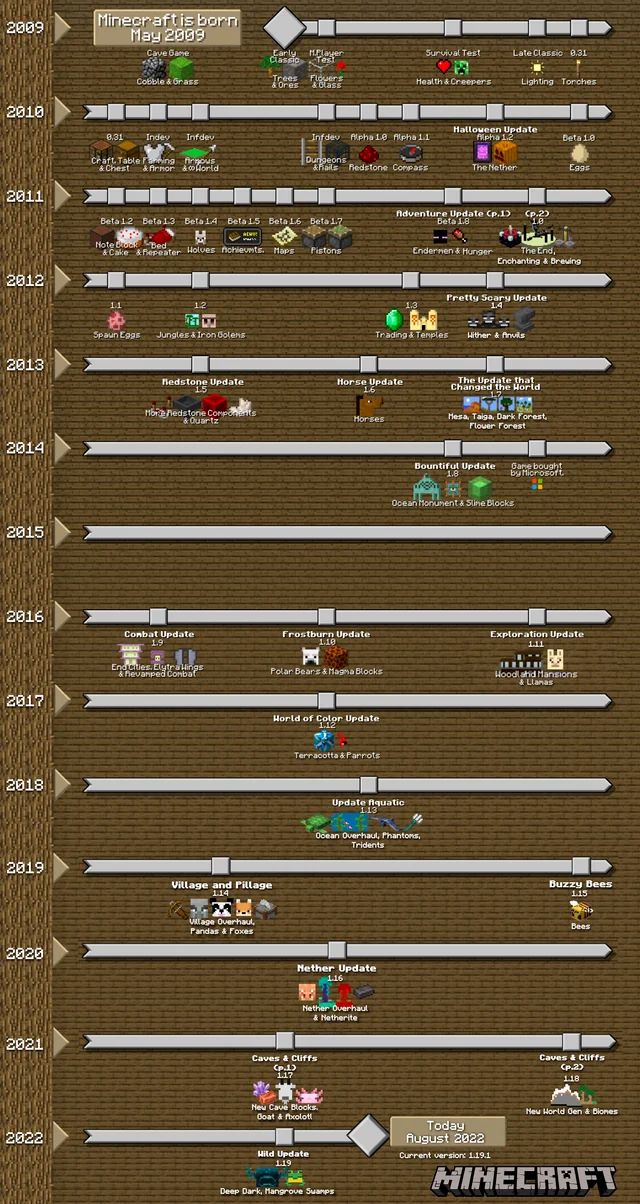 2009
Minecraft is born
May 2009
Cave Game
Cobble & Grass
Early
Classic
Trees
& Ores
M.Player
Test
Flowers
& Glass
Survival Test
Health & Creepers
Late Classic
Lighting
0.31
Torches
2010
0.31
Craft. Table
& Chest
Indev
Farming
& Armor
Infdev
Arrows
& ∞World
Infdev
Dungeons
& Rails
Alpha 1.0
Redstone
Alpha 1.1
Compass
Halloween Update
Alpha 1.2
The Nether
Beta 1.0
Eggs
2011
Beta 1.2
Note Block
& Cake
Beta 1.3
Bed
& Repeater
Beta 1.4
Wolves
Beta 1.5
Achievmts.
Beta 1.6
Maps
Beta 1.7
Pistons
Adventure Update (p.1)
Beta 1.8
Endermen & Hunger
(p.2)
1.0
The End,
Enchanting & Brewing
2012
1.1
Spawn Eggs
1.2
Jungles & Iron Golems
1.3
Trading & Temples
Pretty Scary Update
1.4
Wither & Anvils
2013
Redstone Update
1.5
More Redstone Components
& Quartz
Horse Update
1.6
Horses
The Update that
Changed the World
1.7
Mesa, Taiga, Dark Forest,
Flower Forest
2014
Bountiful Update
1.8
Ocean Monument & Slime Blocks
Game bought
by Microsoft
2015
2016
Combat Update
1.9
End Cities, Elytra Wings
& Revamped Combat
Frostburn Update
1.10
Polar Bears & Magma Blocks
Exploration Update
1.11
Woodland Mansions
& Llamas
2017
World of Color Update
1.12
Terracotta & Parrots
2018
Update Aquatic
1.13
Ocean Overhaul, Phantoms,
Tridents
2019
Village and Pillage
1.14
Village Overhaul,
Pandas & Foxes
Buzzy Bees
1.15
Bees
2020
Nether Update
1.16
Nether Overhaul
& Netherite
2021
Caves & Cliffs
(p.1)
1.17
New Cave Blocks,
Goat & Axolotl
Caves & Cliffs
(p.2)
1.18
New World Gen & Biomes
2022
Today
August 2022
Current version: 1.19.1
Wild Update
1.19
Deep Dark, Mangrove Swamps
MINECRAFT